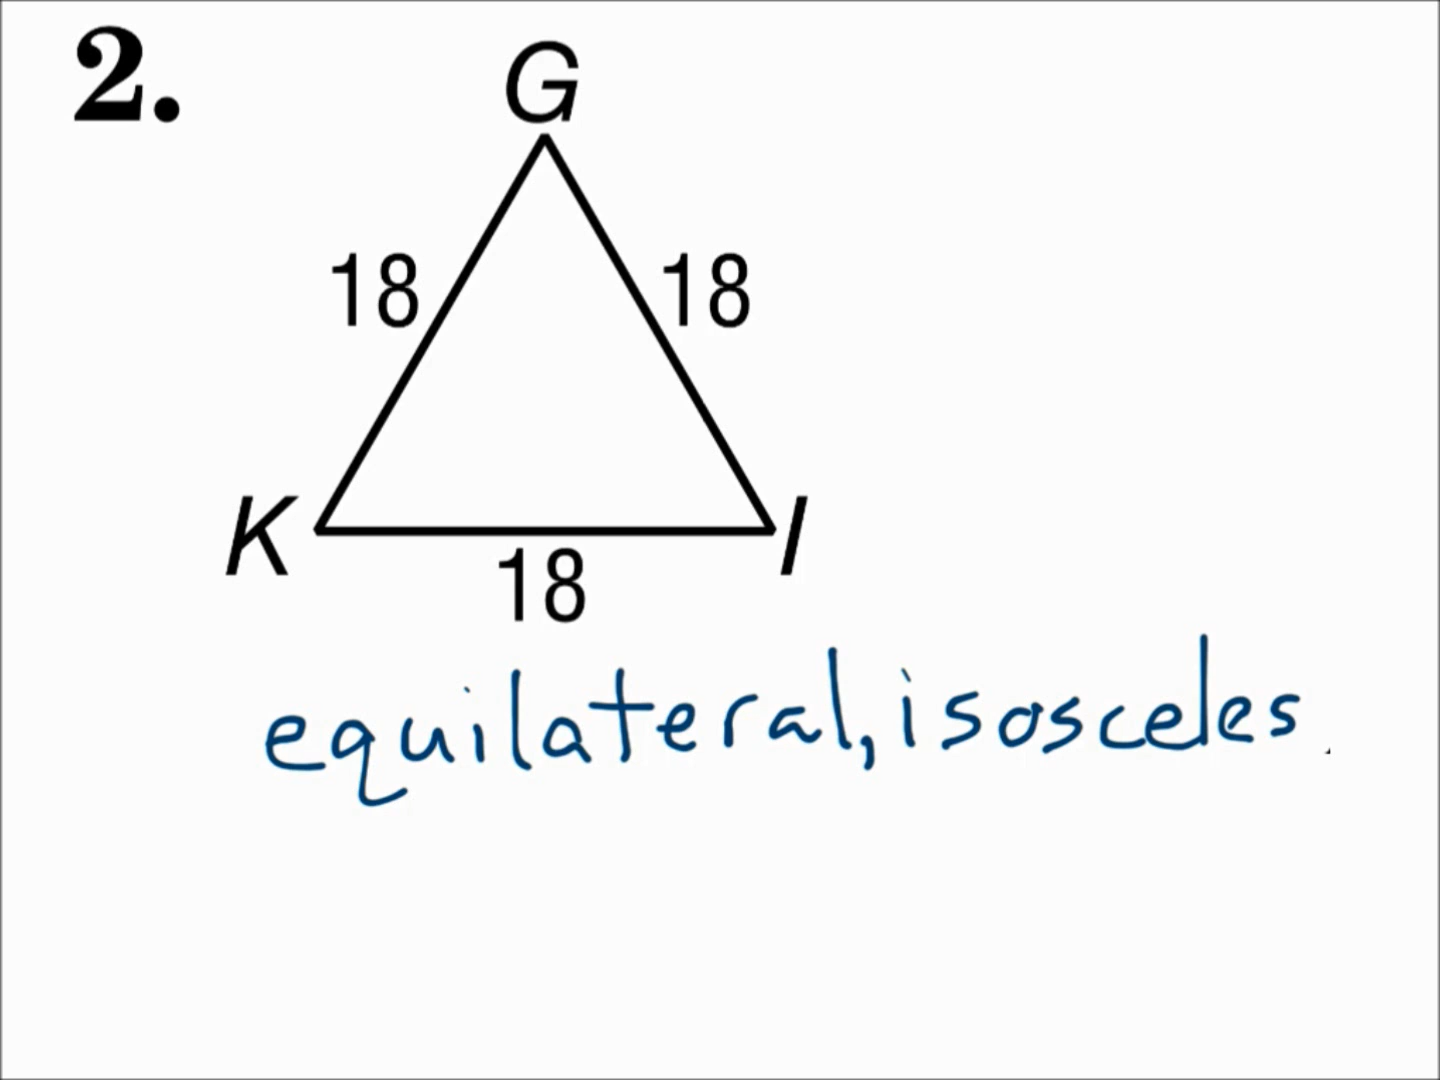 2.
G
18 18
K I
18
equilateral, isosceles